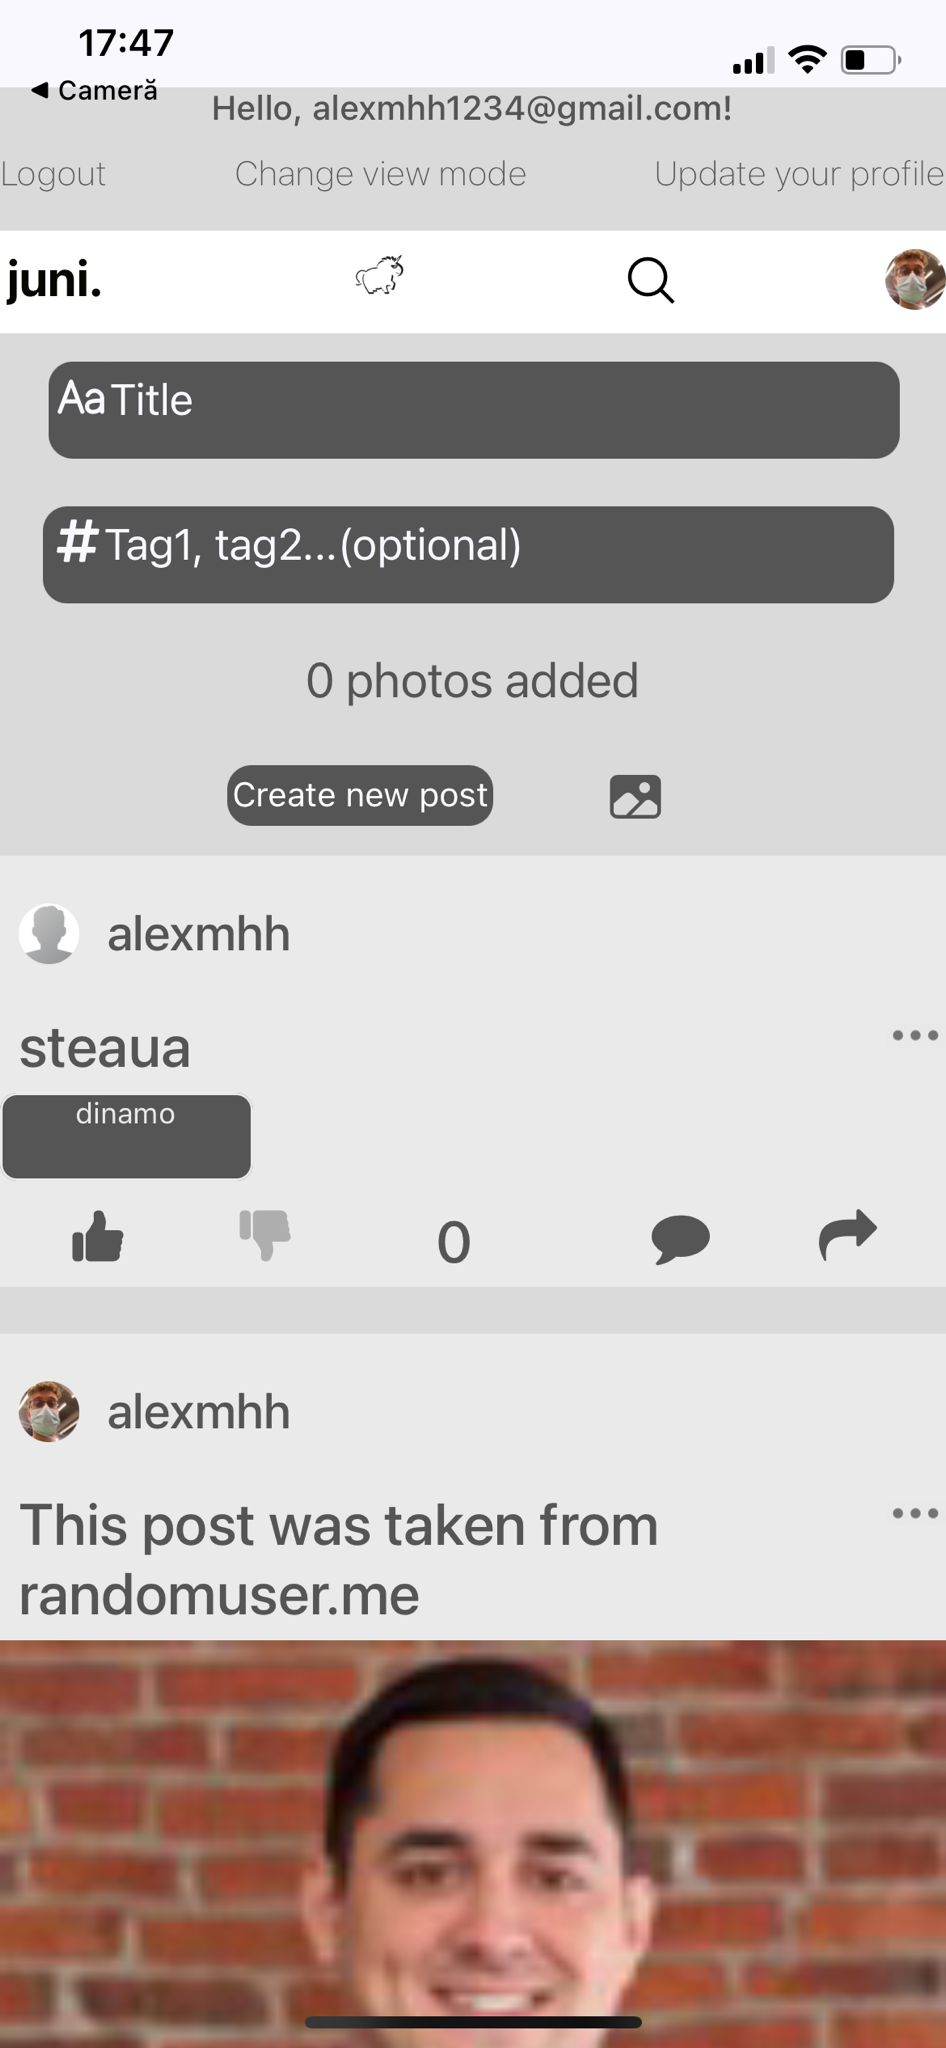 17:47
◀ Cameră
Hello, alexmhh1234@gmail.com!
Logout Change view mode Update your profile
juni.
Aa Title
# Tag1, tag2...(optional)
0 photos added
Create new post
alexmhh
steaua
dinamo
0
alexmhh
This post was taken from
randomuser.me